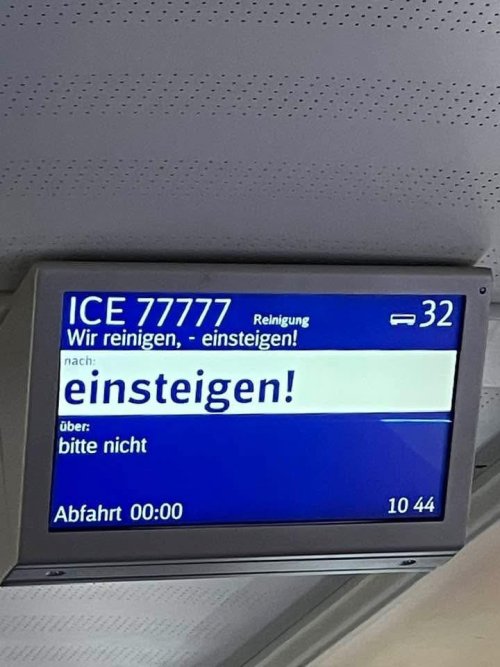 ICE 77777 Reinigung 32
Wir reinigen, - einsteigen!
nach:
einsteigen!
über:
bitte nicht
Abfahrt 00:00 10 44